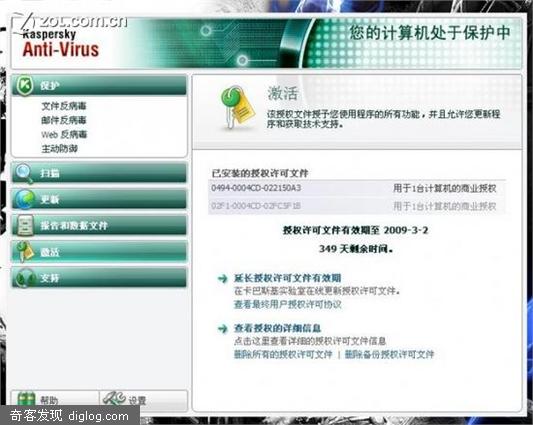 zol.com.cn
Kaspersky
Anti-Virus
您的计算机处于保护中
保护
文件反病毒
邮件反病毒
Web 反病毒
主动防御
扫描
更新
报告和数据文件
激活
支持
激活
该授权文件授予您使用程序的所有功能，并且允许您更新程
序和获取技术支持。
已安装的授权许可文件
0494-0004CD-022150A3 用于1台计算机的商业授权
02F1-0004CD-02FC5F1B 用于1台计算机的商业授权
授权许可文件有效期至 2009-3-2
349 天剩余时间。
延长授权许可文件有效期
在卡巴斯基实验室在线更新授权许可文件。
查看最终用户授权许可协议
查看授权的详细信息
点击这里查看详细的授权许可文件信息
删除所有的授权许可文件 | 删除备份授权许可文件
帮助 设置
奇客发现 diglog.com